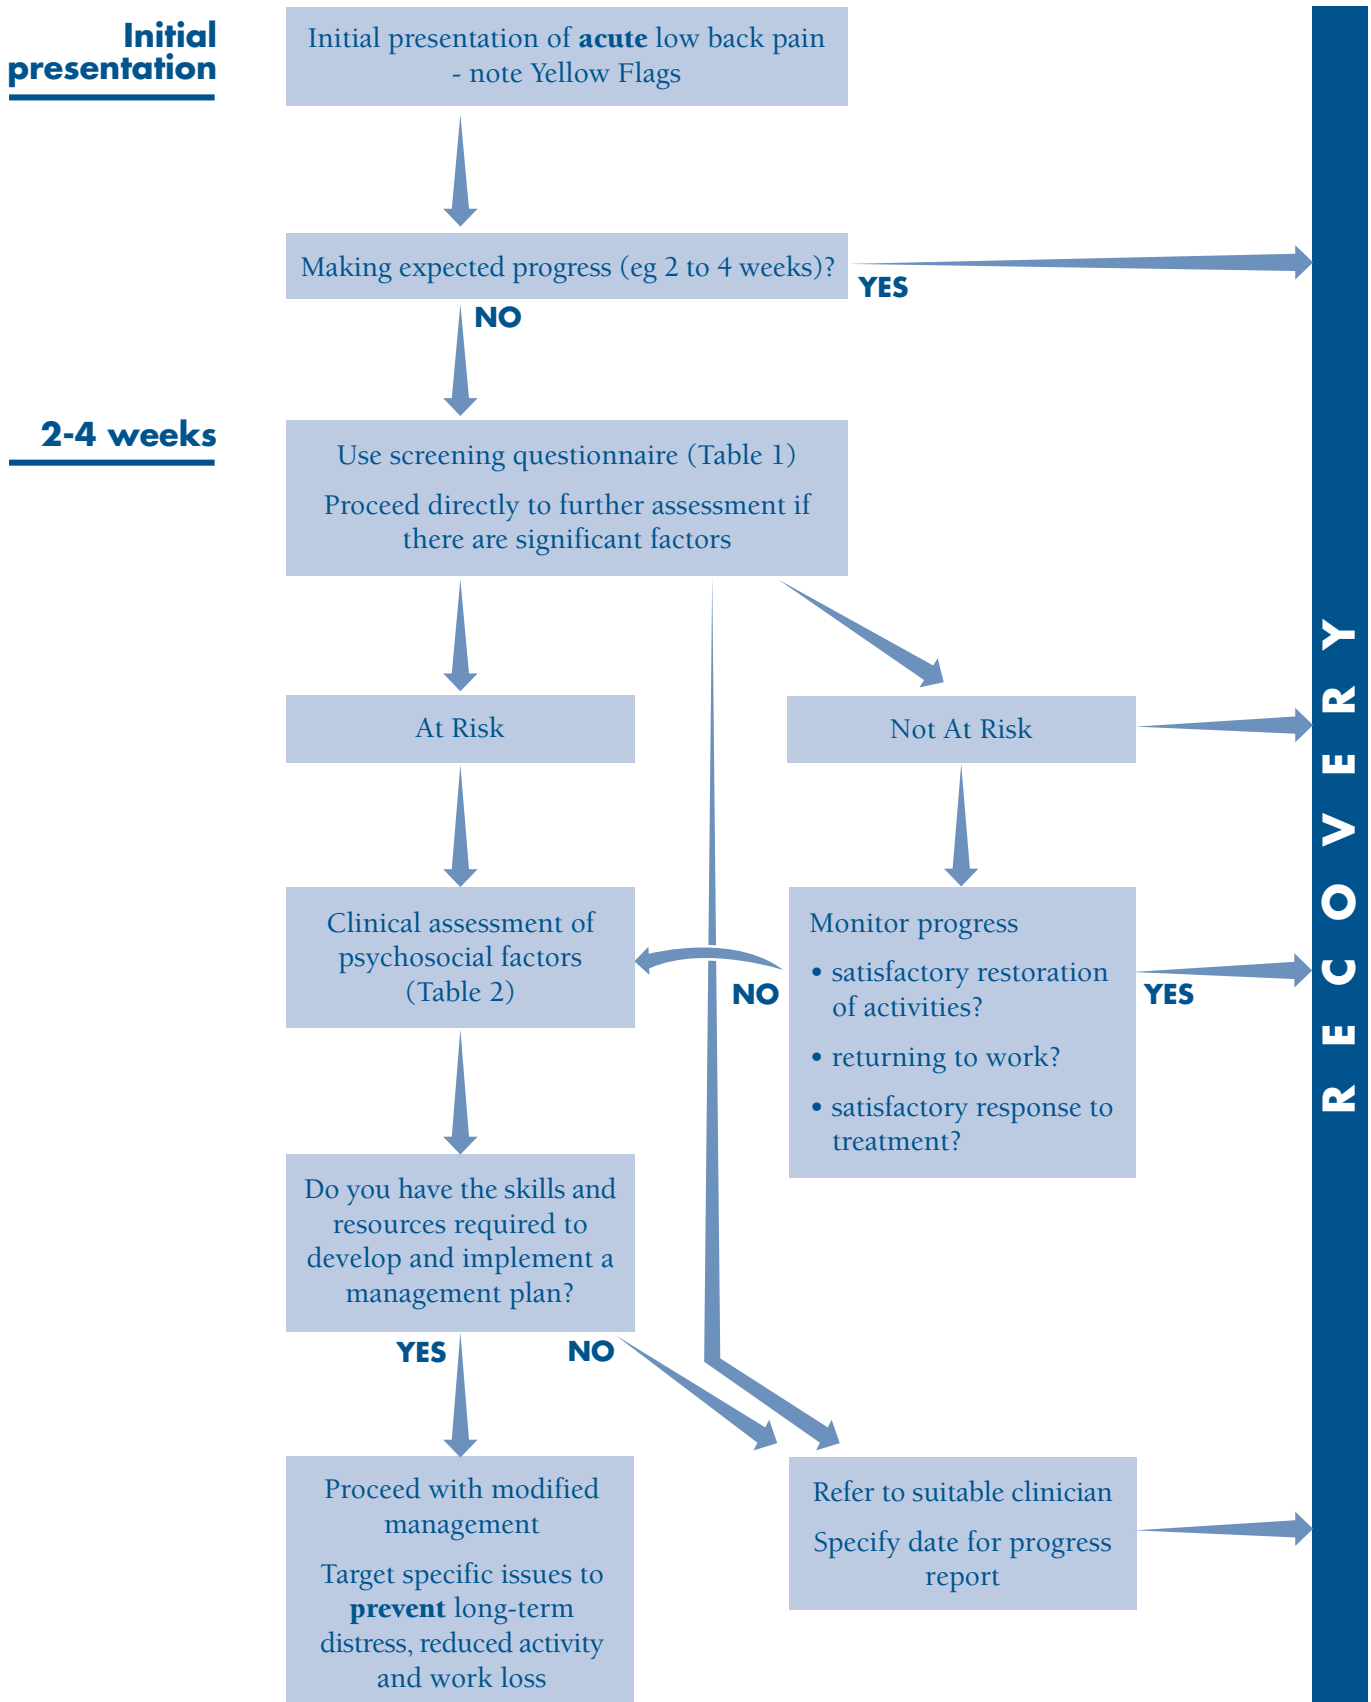 Initial
presentation
Initial presentation of acute low back pain
- note Yellow Flags
Making expected progress (eg 2 to 4 weeks)?
YES
NO
2-4 weeks
Use screening questionnaire (Table 1)
Proceed directly to further assessment if
there are significant factors
At Risk
Not At Risk
Clinical assessment of
psychosocial factors
(Table 2)
NO
Monitor progress
• satisfactory restoration
of activities?
• returning to work?
• satisfactory response to
treatment?
YES
Do you have the skills and
resources required to
develop and implement a
management plan?
YES
NO
Proceed with modified
management
Target specific issues to
prevent long-term
distress, reduced activity
and work loss
Refer to suitable clinician
Specify date for progress
report
RECOVERY